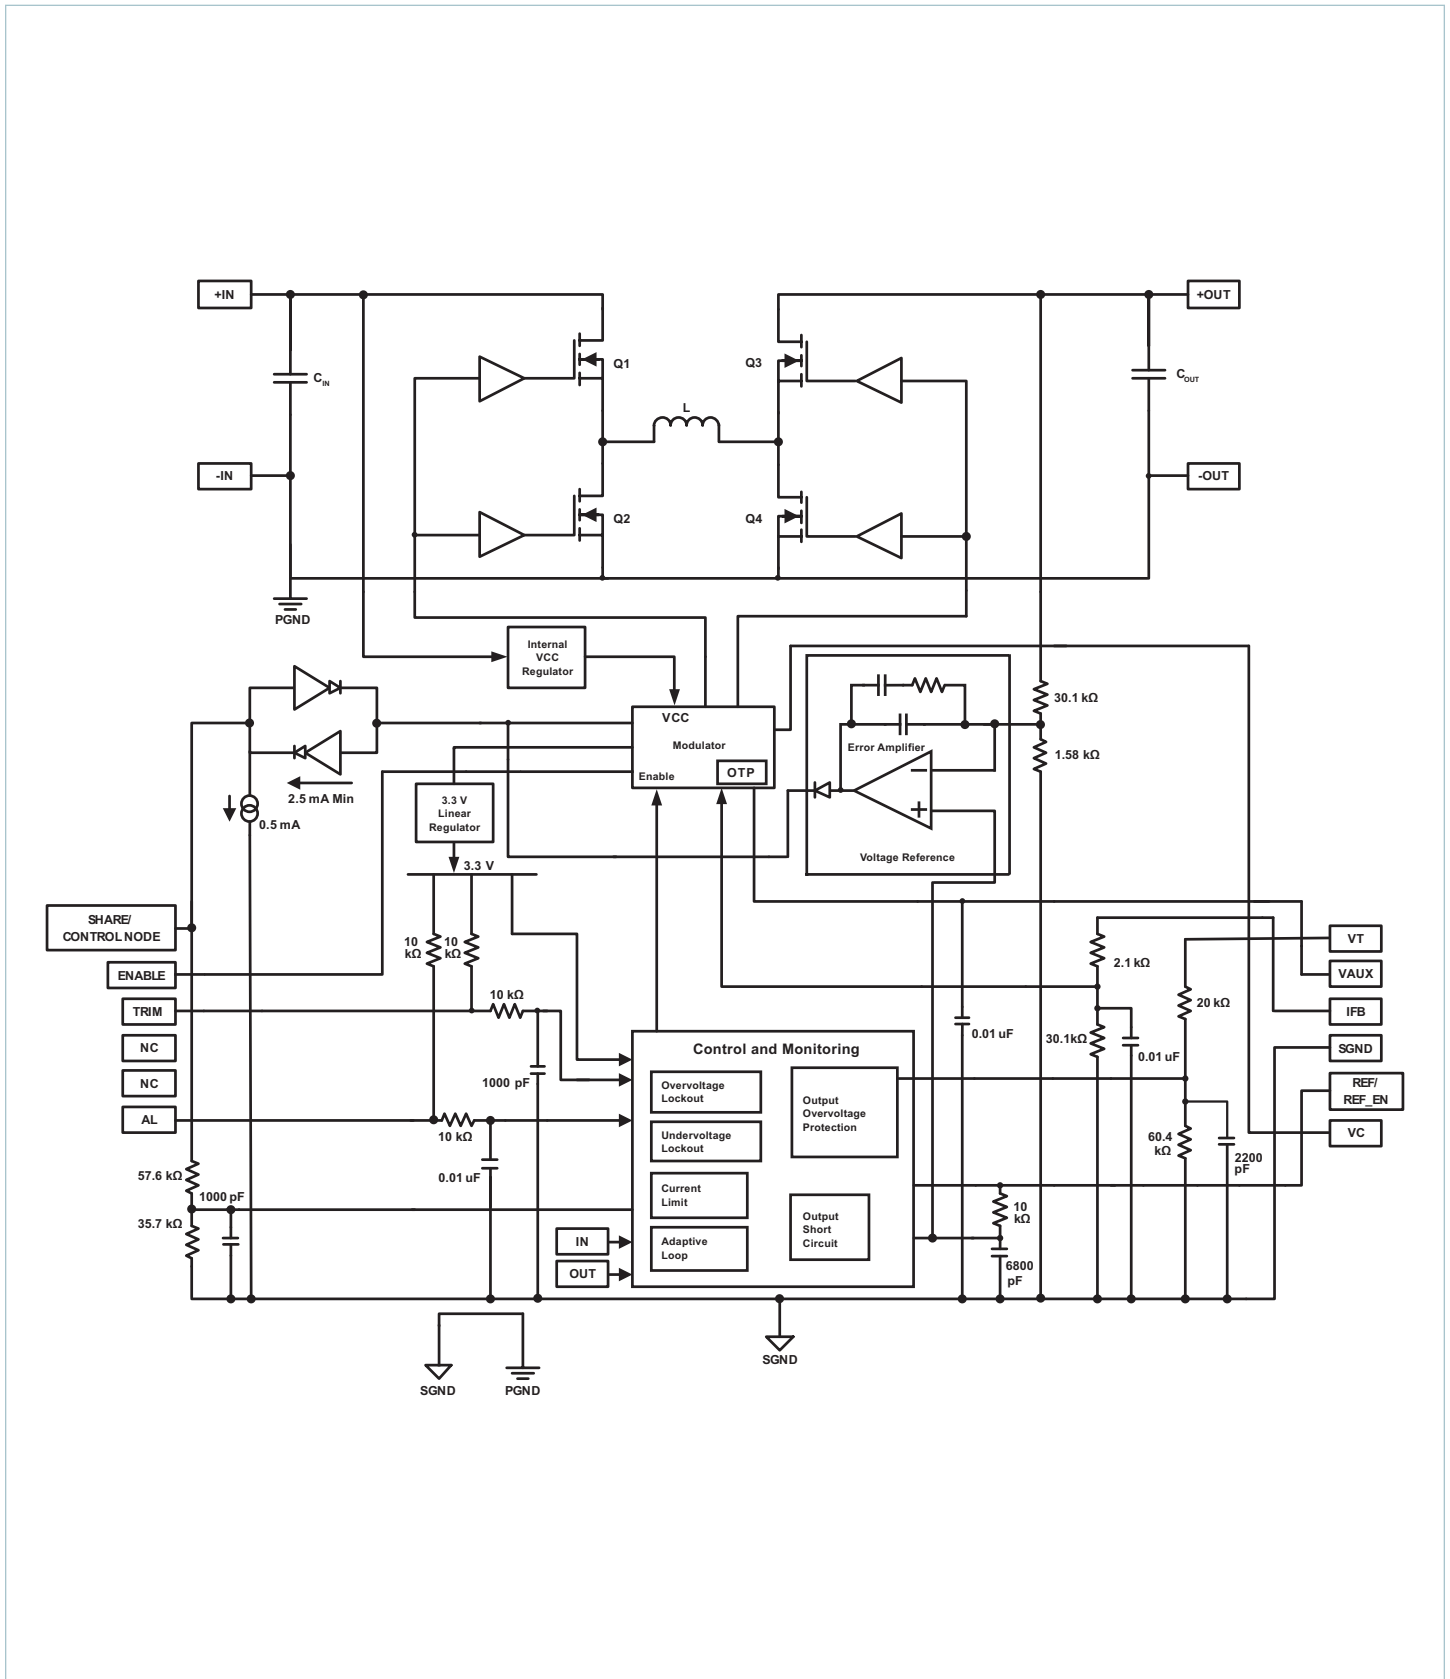 +IN
+OUT
Q1
Q3
C_IN
C_OUT
L
-IN
-OUT
Q2
Q4
PGND
Internal
VCC
Regulator
30.1 kΩ
VCC
Modulator
Error Amplifier
1.58 kΩ
OTP
Enable
2.5 mA Min
3.3 V
Linear
Regulator
0.5 mA
Voltage Reference
3.3 V
SHARE/
CONTROL NODE
10
kΩ
10
kΩ
VT
2.1 kΩ
ENABLE
VAUX
10 kΩ
20 kΩ
TRIM
IFB
0.01 uF
30.1kΩ
NC
Control and Monitoring
SGND
0.01 uF
NC
1000 pF
Overvoltage
Lockout
Output
Overvoltage
Protection
REF/
REF_EN
AL
10 kΩ
Undervoltage
Lockout
60.4
kΩ
VC
57.6 kΩ
0.01 uF
2200
pF
1000 pF
Current
Limit
10
kΩ
35.7 kΩ
Output
Short
Circuit
IN
Adaptive
Loop
OUT
6800
pF
SGND
SGND
PGND